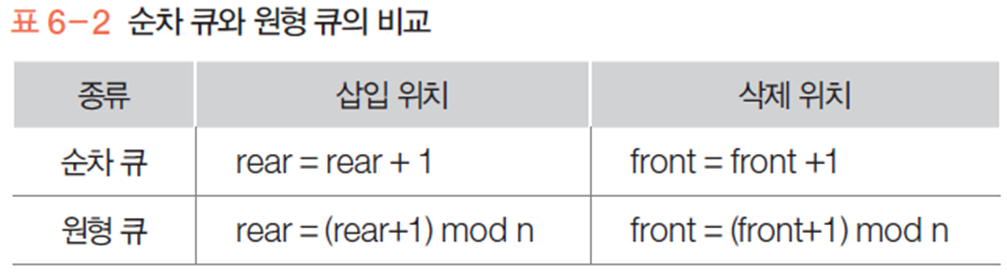 표 6-2 순차 큐와 원형 큐의 비교
종류 삽입 위치 삭제 위치
순차 큐 rear = rear + 1 front = front +1
원형 큐 rear = (rear+1) mod n front = (front+1) mod n